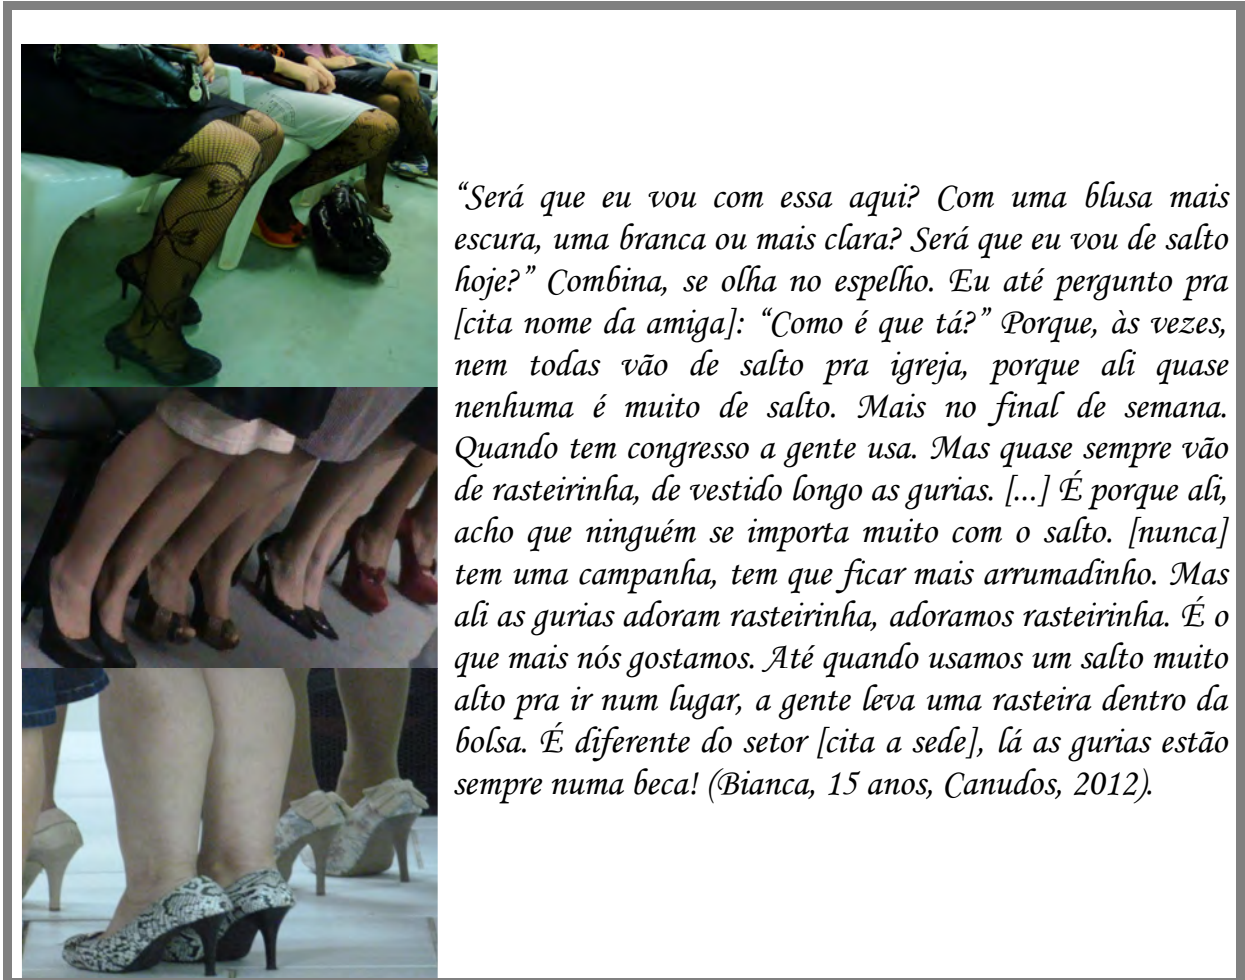 “Será que eu vou com essa aqui? Com uma blusa mais
escura, uma branca ou mais clara? Será que eu vou de salto
hoje?” Combina, se olha no espelho. Eu até pergunto pra
[cita nome da amiga]: “Como é que tá?” Porque, às vezes,
nem todas vão de salto pra igreja, porque ali quase
nenhuma é muito de salto. Mais no final de semana.
Quando tem congresso a gente usa. Mas quase sempre vão
de rasteirinha, de vestido longo as gurias. [...] É porque ali,
acho que ninguém se importa muito com o salto. [nunca]
tem uma campanha, tem que ficar mais arrumadinho. Mas
ali as gurias adoram rasteirinha, adoramos rasteirinha. É o
que mais nós gostamos. Até quando usamos um salto muito
alto pra ir num lugar, a gente leva uma rasteira dentro da
bolsa. É diferente do setor [cita a sede], lá as gurias estão
sempre numa beca! (Bianca, 15 anos, Canudos, 2012).